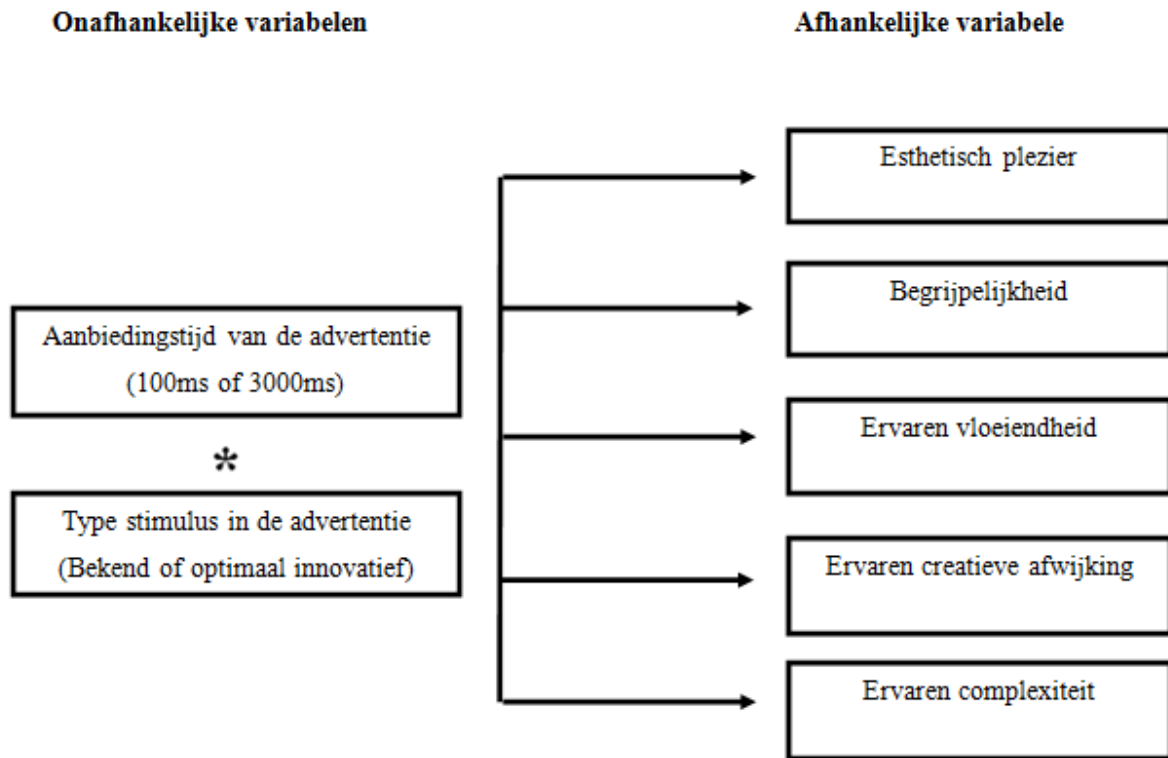 Onafhankelijke variabelen
Afhankelijke variabele
Aanbiedingstijd van de advertentie
(100ms of 3000ms)
*
Type stimulus in de advertentie
(Bekend of optimaal innovatief)
Esthetisch plezier
Begrijpelijkheid
Ervaren vloeiendheid
Ervaren creatieve afwijking
Ervaren complexiteit